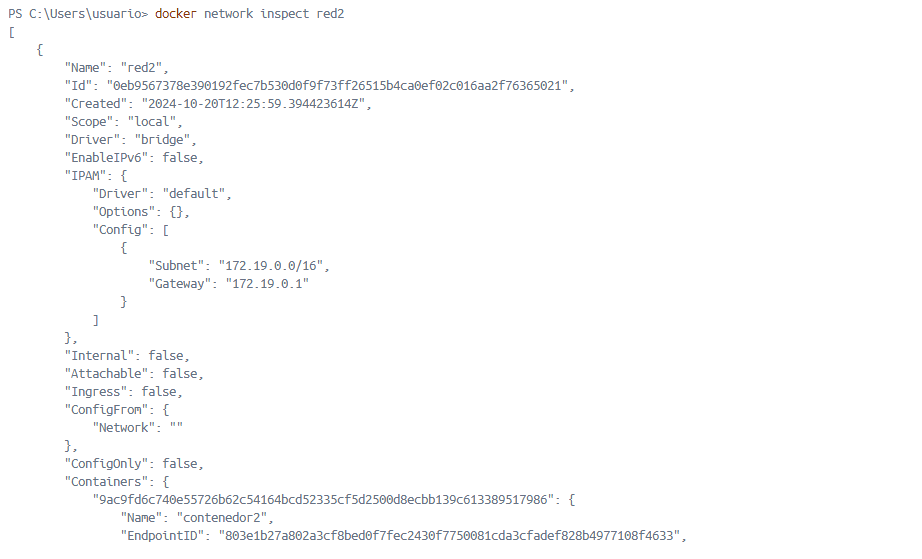 PS C:\Users\usuario> docker network inspect red2
[
    {
        "Name": "red2",
        "Id": "0eb9567378e390192fec7b530d0f9f73ff26515b4ca0ef02c016aa2f76365021",
        "Created": "2024-10-20T12:25:59.394423614Z",
        "Scope": "local",
        "Driver": "bridge",
        "EnableIPv6": false,
        "IPAM": {
            "Driver": "default",
            "Options": {},
            "Config": [
                {
                    "Subnet": "172.19.0.0/16",
                    "Gateway": "172.19.0.1"
                }
            ]
        },
        "Internal": false,
        "Attachable": false,
        "Ingress": false,
        "ConfigFrom": {
            "Network": ""
        },
        "ConfigOnly": false,
        "Containers": {
            "9ac9fd6c740e55726b62c54164bcd52335cf5d2500d8ecbb139c613389517986": {
                "Name": "contenedor2",
                "EndpointID": "803e1b27a802a3cf8bed0f7fec2430f7750081cda3cfadef828b4977108f4633",